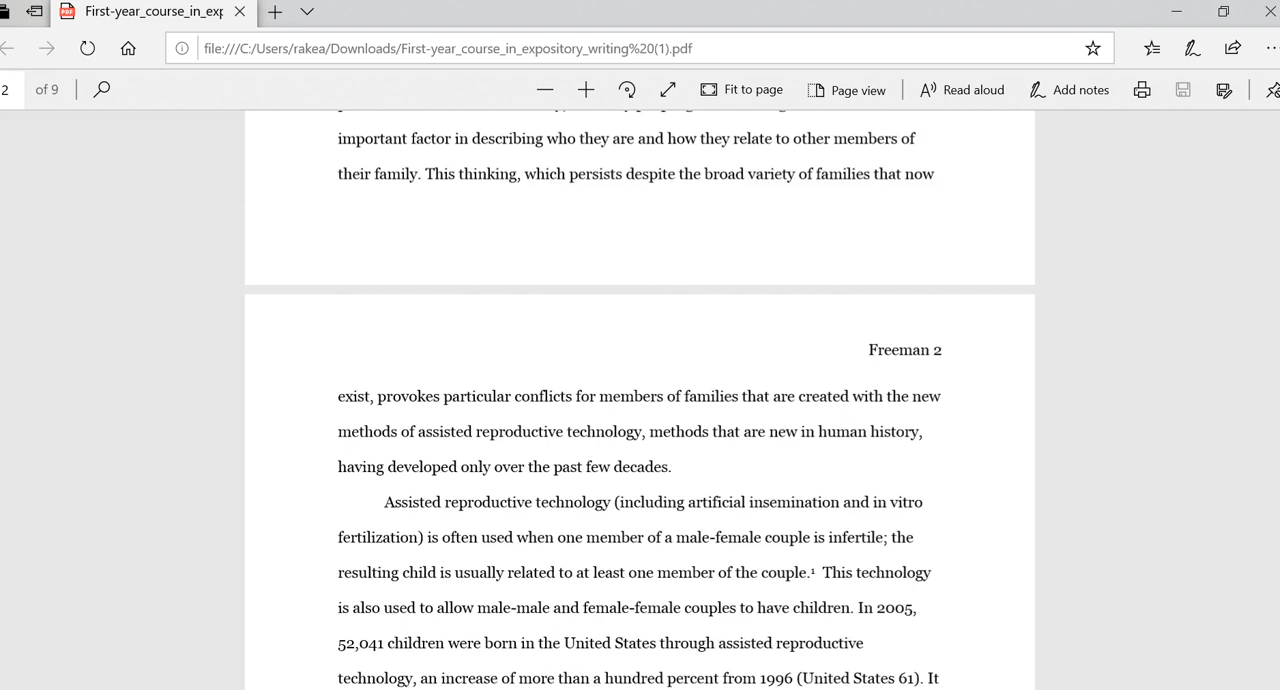 First-year_course_in_exp
file:///C:/Users/rakea/Downloads/First-year_course_in_expository_writing%20(1).pdf
2 of 9 Fit to page Page view Read aloud Add notes
important factor in describing who they are and how they relate to other members of
their family. This thinking, which persists despite the broad variety of families that now
Freeman 2
exist, provokes particular conflicts for members of families that are created with the new
methods of assisted reproductive technology, methods that are new in human history,
having developed only over the past few decades.
Assisted reproductive technology (including artificial insemination and in vitro
fertilization) is often used when one member of a male-female couple is infertile; the
resulting child is usually related to at least one member of the couple.¹ This technology
is also used to allow male-male and female-female couples to have children. In 2005,
52,041 children were born in the United States through assisted reproductive
technology, an increase of more than a hundred percent from 1996 (United States 61). It